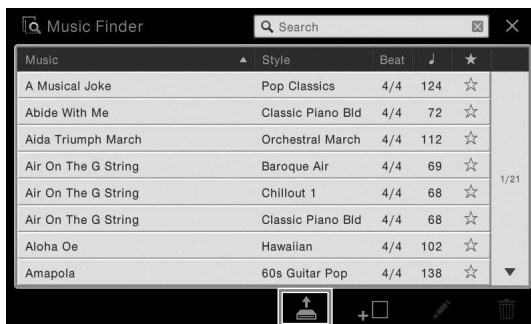 Music Finder Search
Music Style Beat ♩ ★
A Musical Joke Pop Classics 4/4 124 ☆
Abide With Me Classic Piano Bld 4/4 72 ☆
Aida Triumph March Orchestral March 4/4 112 ☆
Air On The G String Baroque Air 4/4 69 ☆
Air On The G String Chillout 1 4/4 68 ☆
Air On The G String Classic Piano Bld 4/4 68 ☆
Aloha Oe Hawaiian 4/4 102 ☆
Amapola 60s Guitar Pop 4/4 138 ☆
1/21